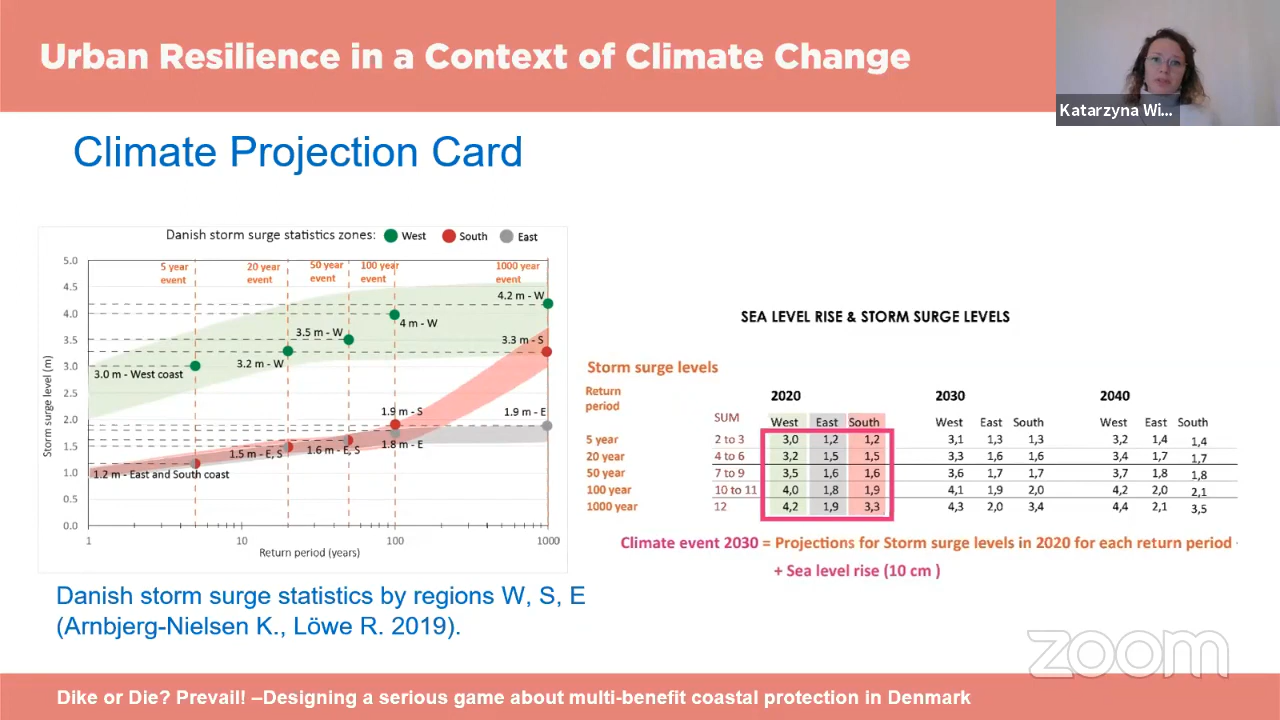 Urban Resilience in a Context of Climate Change
Katarzyna Wi...
Climate Projection Card
Danish storm surge statistics zones: West South East
5.0
4.5
4.0
3.5
3.0
2.5
2.0
1.5
1.0
0.5
0.0
Storm surge level (m)
5 year
event
20 year
event
50 year
event
100 year
event
1000 year
event
4.2 m - W
4 m - W
3.5 m - W
3.3 m - S
3.2 m - W
3.0 m - West coast
1.9 m - S
1.9 m - E
1.8 m - E
1.6 m - E, S
1.5 m - E, S
1.2 m - East and South coast
1 10 100 1000
Return period (years)
SEA LEVEL RISE & STORM SURGE LEVELS
Storm surge levels
Return
period
2020 2030 2040
SUM West East South West East South West East South
5 year 2 to 3 3,0 1,2 1,2 3,1 1,3 1,3 3,2 1,4 1,4
20 year 4 to 6 3,2 1,5 1,5 3,3 1,6 1,6 3,4 1,7 1,7
50 year 7 to 9 3,5 1,6 1,6 3,6 1,7 1,7 3,7 1,8 1,8
100 year 10 to 11 4,0 1,8 1,9 4,1 1,9 2,0 4,2 2,0 2,1
1000 year 12 4,2 1,9 3,3 4,3 2,0 3,4 4,4 2,1 3,5
Climate event 2030 = Projections for Storm surge levels in 2020 for each return period
+ Sea level rise (10 cm )
Danish storm surge statistics by regions W, S, E
(Arnbjerg-Nielsen K., Löwe R. 2019).
zoom
Dike or Die? Prevail! –Designing a serious game about multi-benefit coastal protection in Denmark